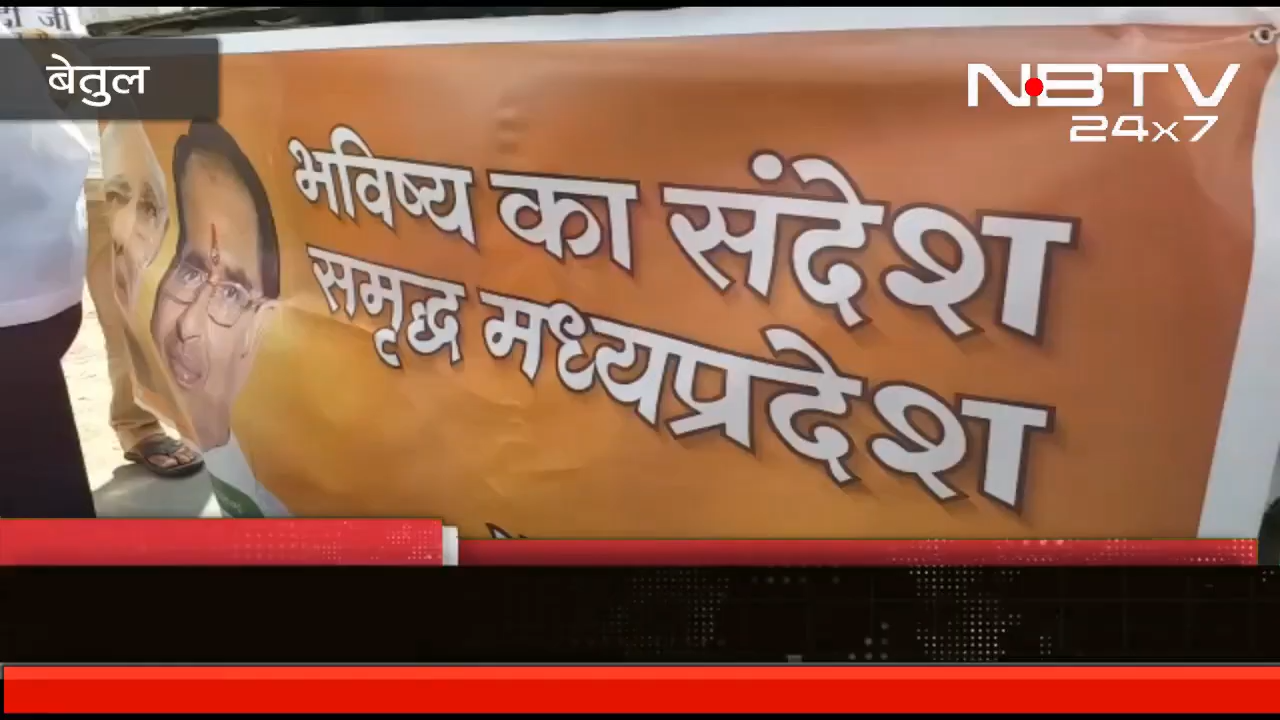 जी
बेतुल
NBTV
24x7
भविष्य का संदेश
समृद्ध मध्यप्रदेश